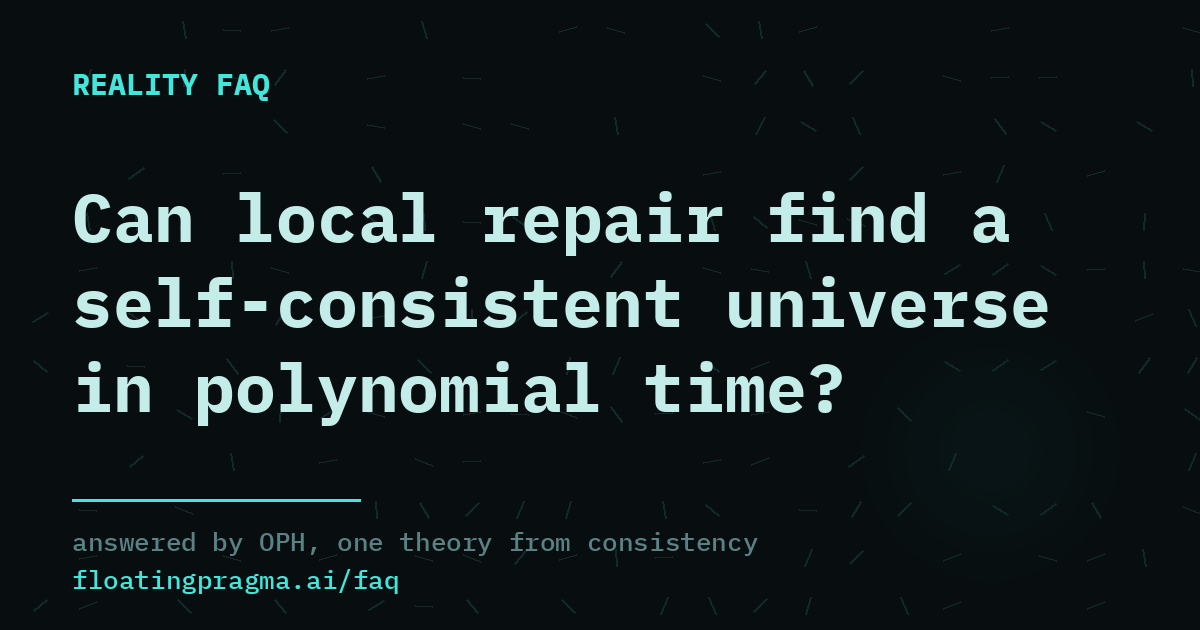 REALITY FAQ
Can local repair find a
self-consistent universe
in polynomial time?
answered by OPH, one theory from consistency
floatingpragma.ai/faq